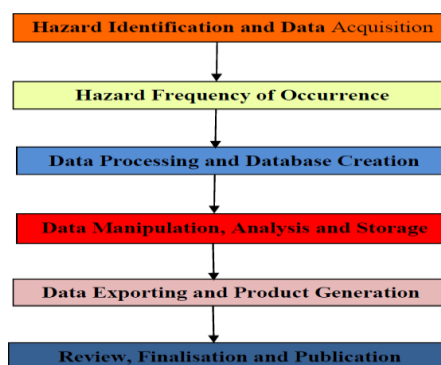 Hazard Identification and Data Acquisition
Hazard Frequency of Occurrence
Data Processing and Database Creation
Data Manipulation, Analysis and Storage
Data Exporting and Product Generation
Review, Finalisation and Publication